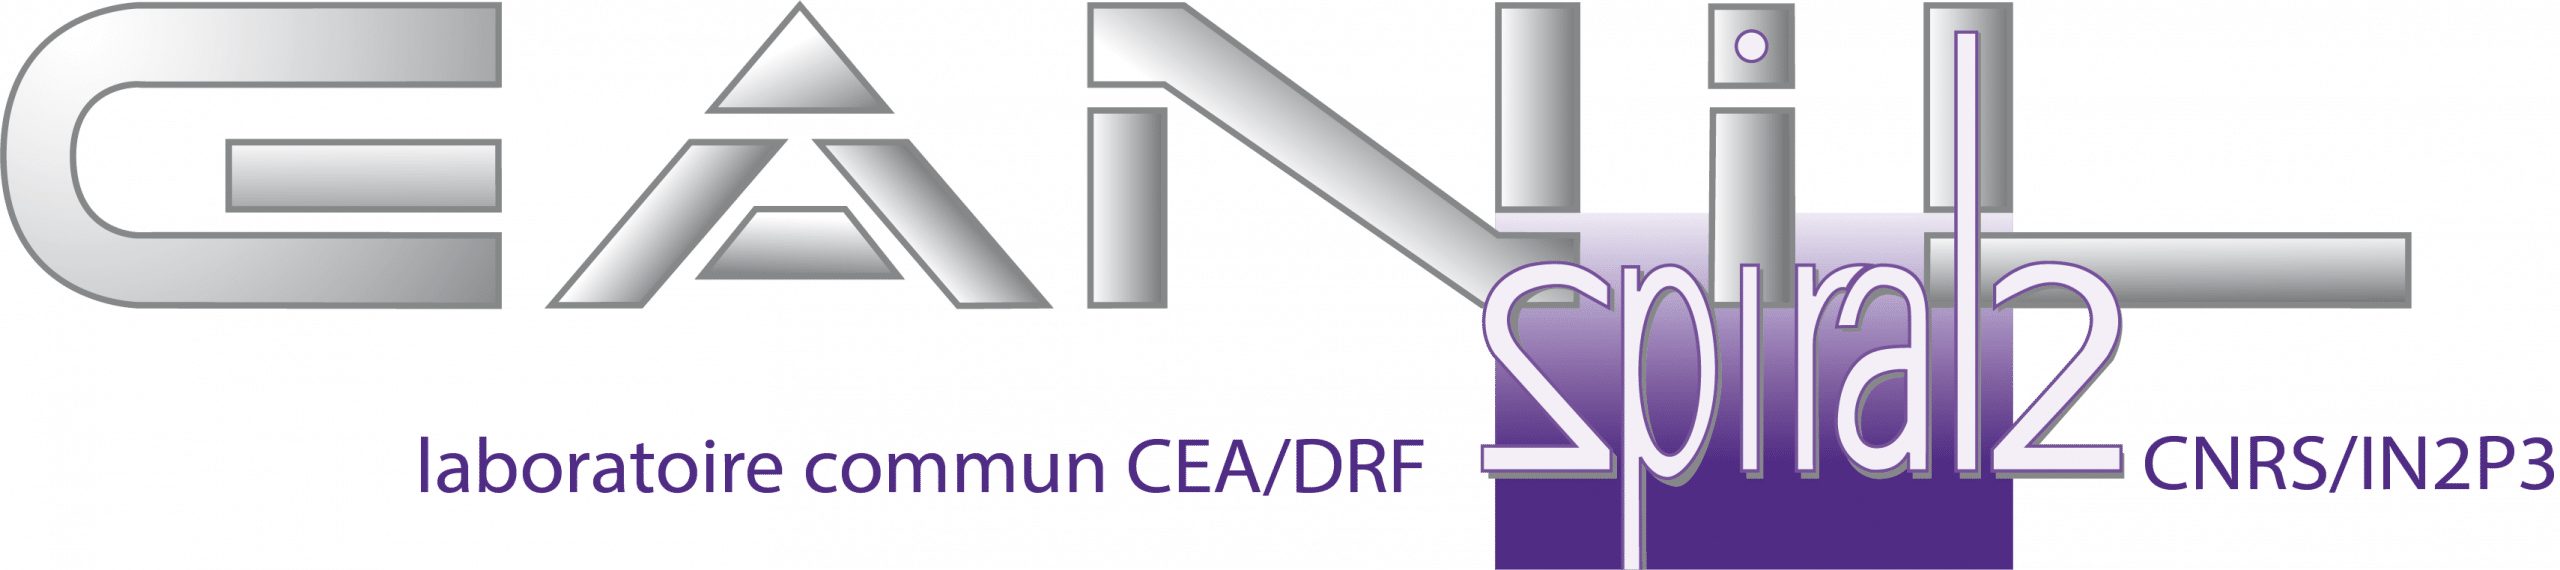 GANiL
Spiral2
laboratoire commun CEA/DRF CNRS/IN2P3